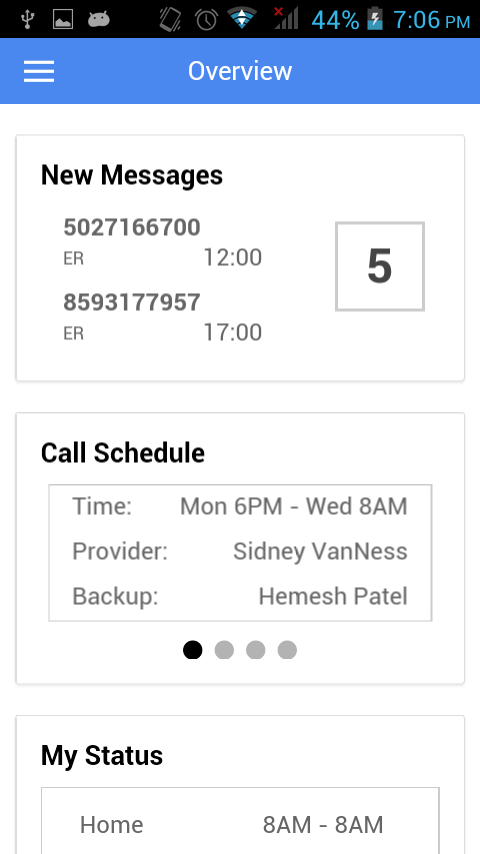 44% 7:06 PM
Overview
New Messages
5027166700
ER 12:00
5
8593177957
ER 17:00
Call Schedule
Time: Mon 6PM - Wed 8AM
Provider: Sidney VanNess
Backup: Hemesh Patel
My Status
Home 8AM - 8AM